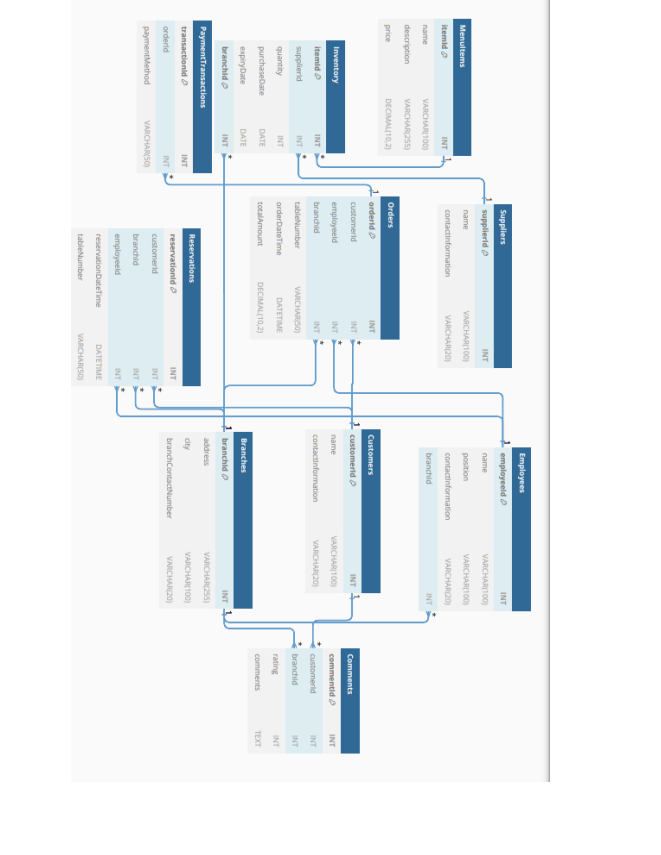 MenuItems
itemId INT
name VARCHAR(100)
description VARCHAR(255)
price DECIMAL(10,2)
Inventory
itemId INT
supplierId INT
quantity INT
purchaseDate DATE
expiryDate DATE
branchId INT
PaymentTransactions
transactionId INT
orderId INT
paymentMethod VARCHAR(50)
Suppliers
supplierId INT
name VARCHAR(100)
contactInformation VARCHAR(20)
Orders
orderId INT
customerId INT
employeeId INT
branchId INT
tableNumber VARCHAR(50)
orderDateTime DATETIME
totalAmount DECIMAL(10,2)
Reservations
reservationId INT
customerId INT
branchId INT
employeeId INT
reservationDateTime DATETIME
tableNumber VARCHAR(50)
Employees
employeeId INT
name VARCHAR(100)
position VARCHAR(100)
contactInformation VARCHAR(20)
branchId INT
Customers
customerId INT
name VARCHAR(100)
contactInformation VARCHAR(20)
Branches
branchId INT
address VARCHAR(255)
city VARCHAR(100)
branchContactNumber VARCHAR(20)
Comments
commentId INT
customerId INT
branchId INT
rating INT
comments TEXT